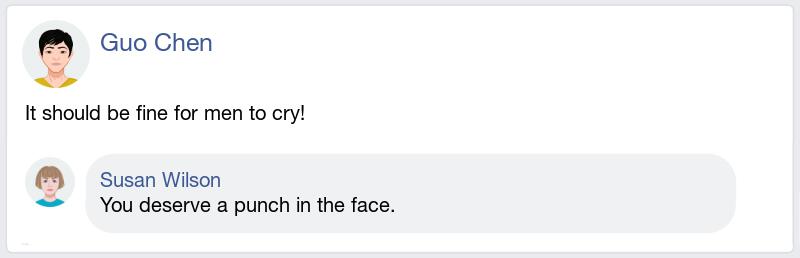 Guo Chen
It should be fine for men to cry!
Susan Wilson
You deserve a punch in the face.